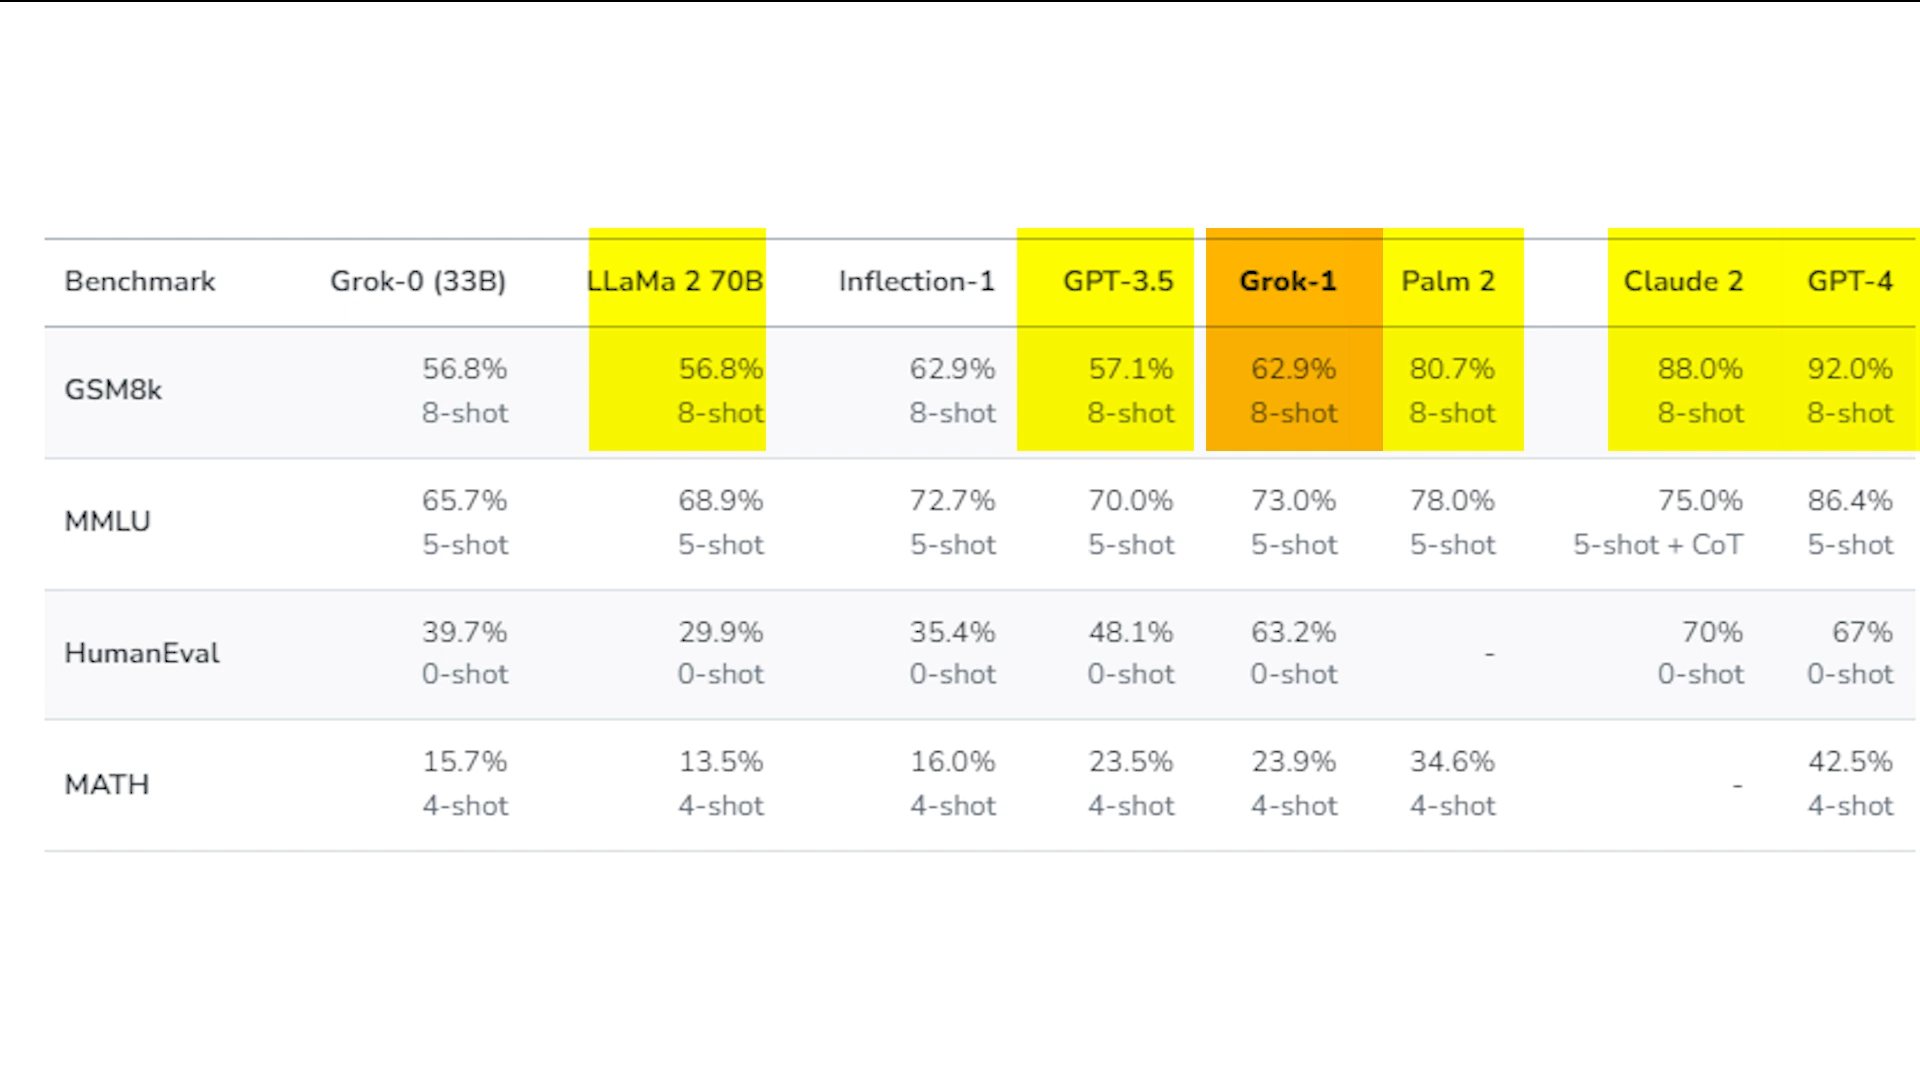 Benchmark Grok-0 (33B) LLaMa 2 70B Inflection-1 GPT-3.5 Grok-1 Palm 2 Claude 2 GPT-4
GSM8k 56.8% 56.8% 62.9% 57.1% 62.9% 80.7% 88.0% 92.0%
8-shot 8-shot 8-shot 8-shot 8-shot 8-shot 8-shot 8-shot
MMLU 65.7% 68.9% 72.7% 70.0% 73.0% 78.0% 75.0% 86.4%
5-shot 5-shot 5-shot 5-shot 5-shot 5-shot 5-shot + CoT 5-shot
HumanEval 39.7% 29.9% 35.4% 48.1% 63.2% - 70% 67%
0-shot 0-shot 0-shot 0-shot 0-shot 0-shot 0-shot
MATH 15.7% 13.5% 16.0% 23.5% 23.9% 34.6% - 42.5%
4-shot 4-shot 4-shot 4-shot 4-shot 4-shot 4-shot